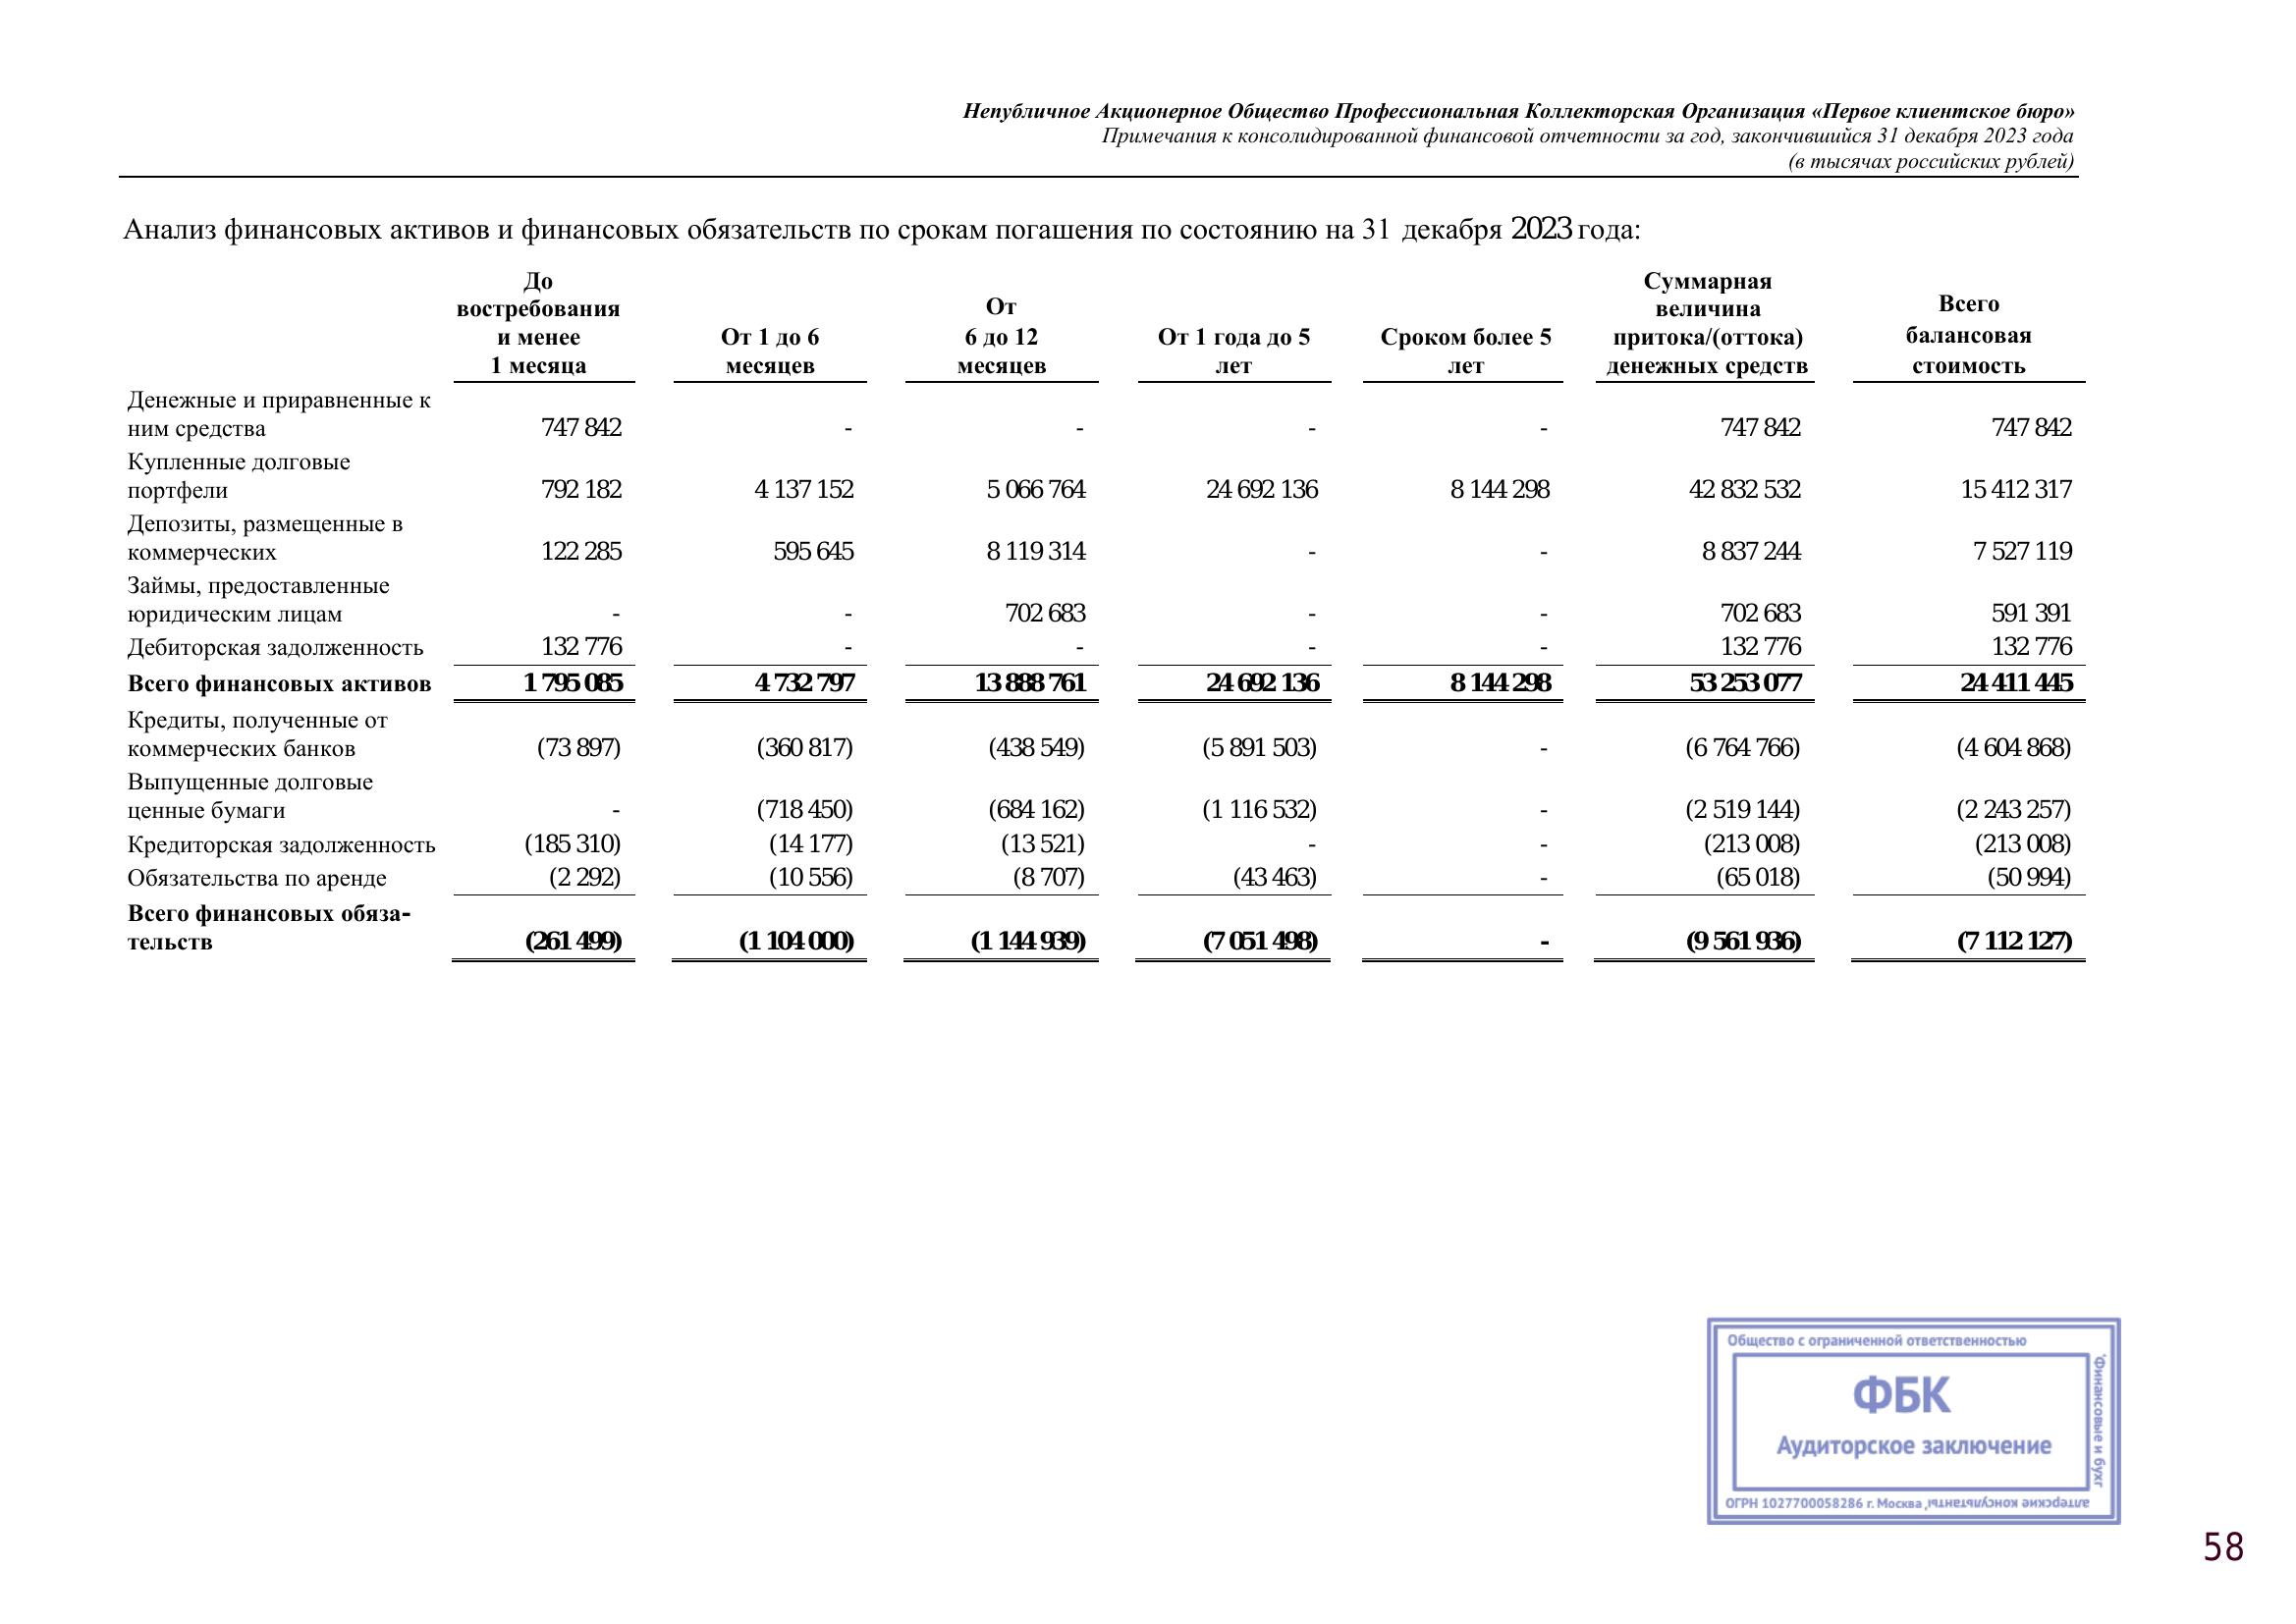 Непубличное Акционерное Общество Профессиональная Коллекторская Организация «Первое клиентское бюро»
Примечания к консолидированной финансовой отчетности за год, закончившийся 31 декабря 2023 года
(в тысячах российских рублей)
Анализ финансовых активов и финансовых обязательств по срокам погашения по состоянию на 31 декабря 2023 года:
До востребования и менее 1 месяца От 1 до 6 месяцев От 6 до 12 месяцев От 1 года до 5 лет Сроком более 5 лет Суммарная величина притока/(оттока) денежных средств Всего балансовая стоимость
Денежные и приравненные к
ним средства 747 842 - - - - 747 842 747 842
Купленные долговые
портфели 792 182 4 137 152 5 066 764 24 692 136 8 144 298 42 832 532 15 412 317
Депозиты, размещенные в
коммерческих 122 285 595 645 8 119 314 - - 8 837 244 7 527 119
Займы, предоставленные
юридическим лицам - - 702 683 - - 702 683 591 391
Дебиторская задолженность 132 776 - - - - 132 776 132 776
Всего финансовых активов 1 795 085 4 732 797 13 888 761 24 692 136 8 144 298 53 253 077 24 411 445
Кредиты, полученные от
коммерческих банков (73 897) (360 817) (438 549) (5 891 503) - (6 764 766) (4 604 868)
Выпущенные долговые
ценные бумаги - (718 450) (684 162) (1 116 532) - (2 519 144) (2 243 257)
Кредиторская задолженность (185 310) (14 177) (13 521) - - (213 008) (213 008)
Обязательства по аренде (2 292) (10 556) (8 707) (43 463) - (65 018) (50 994)
Всего финансовых обяза-
тельств (261 499) (1 104 000) (1 144 939) (7 051 498) - (9 561 936) (7 112 127)
Общество с ограниченной ответственностью
"Финансовые и бухг
алтерские консультанты"
ФБК
Аудиторское заключение
ОГРН 1027700058286 г. Москва
58